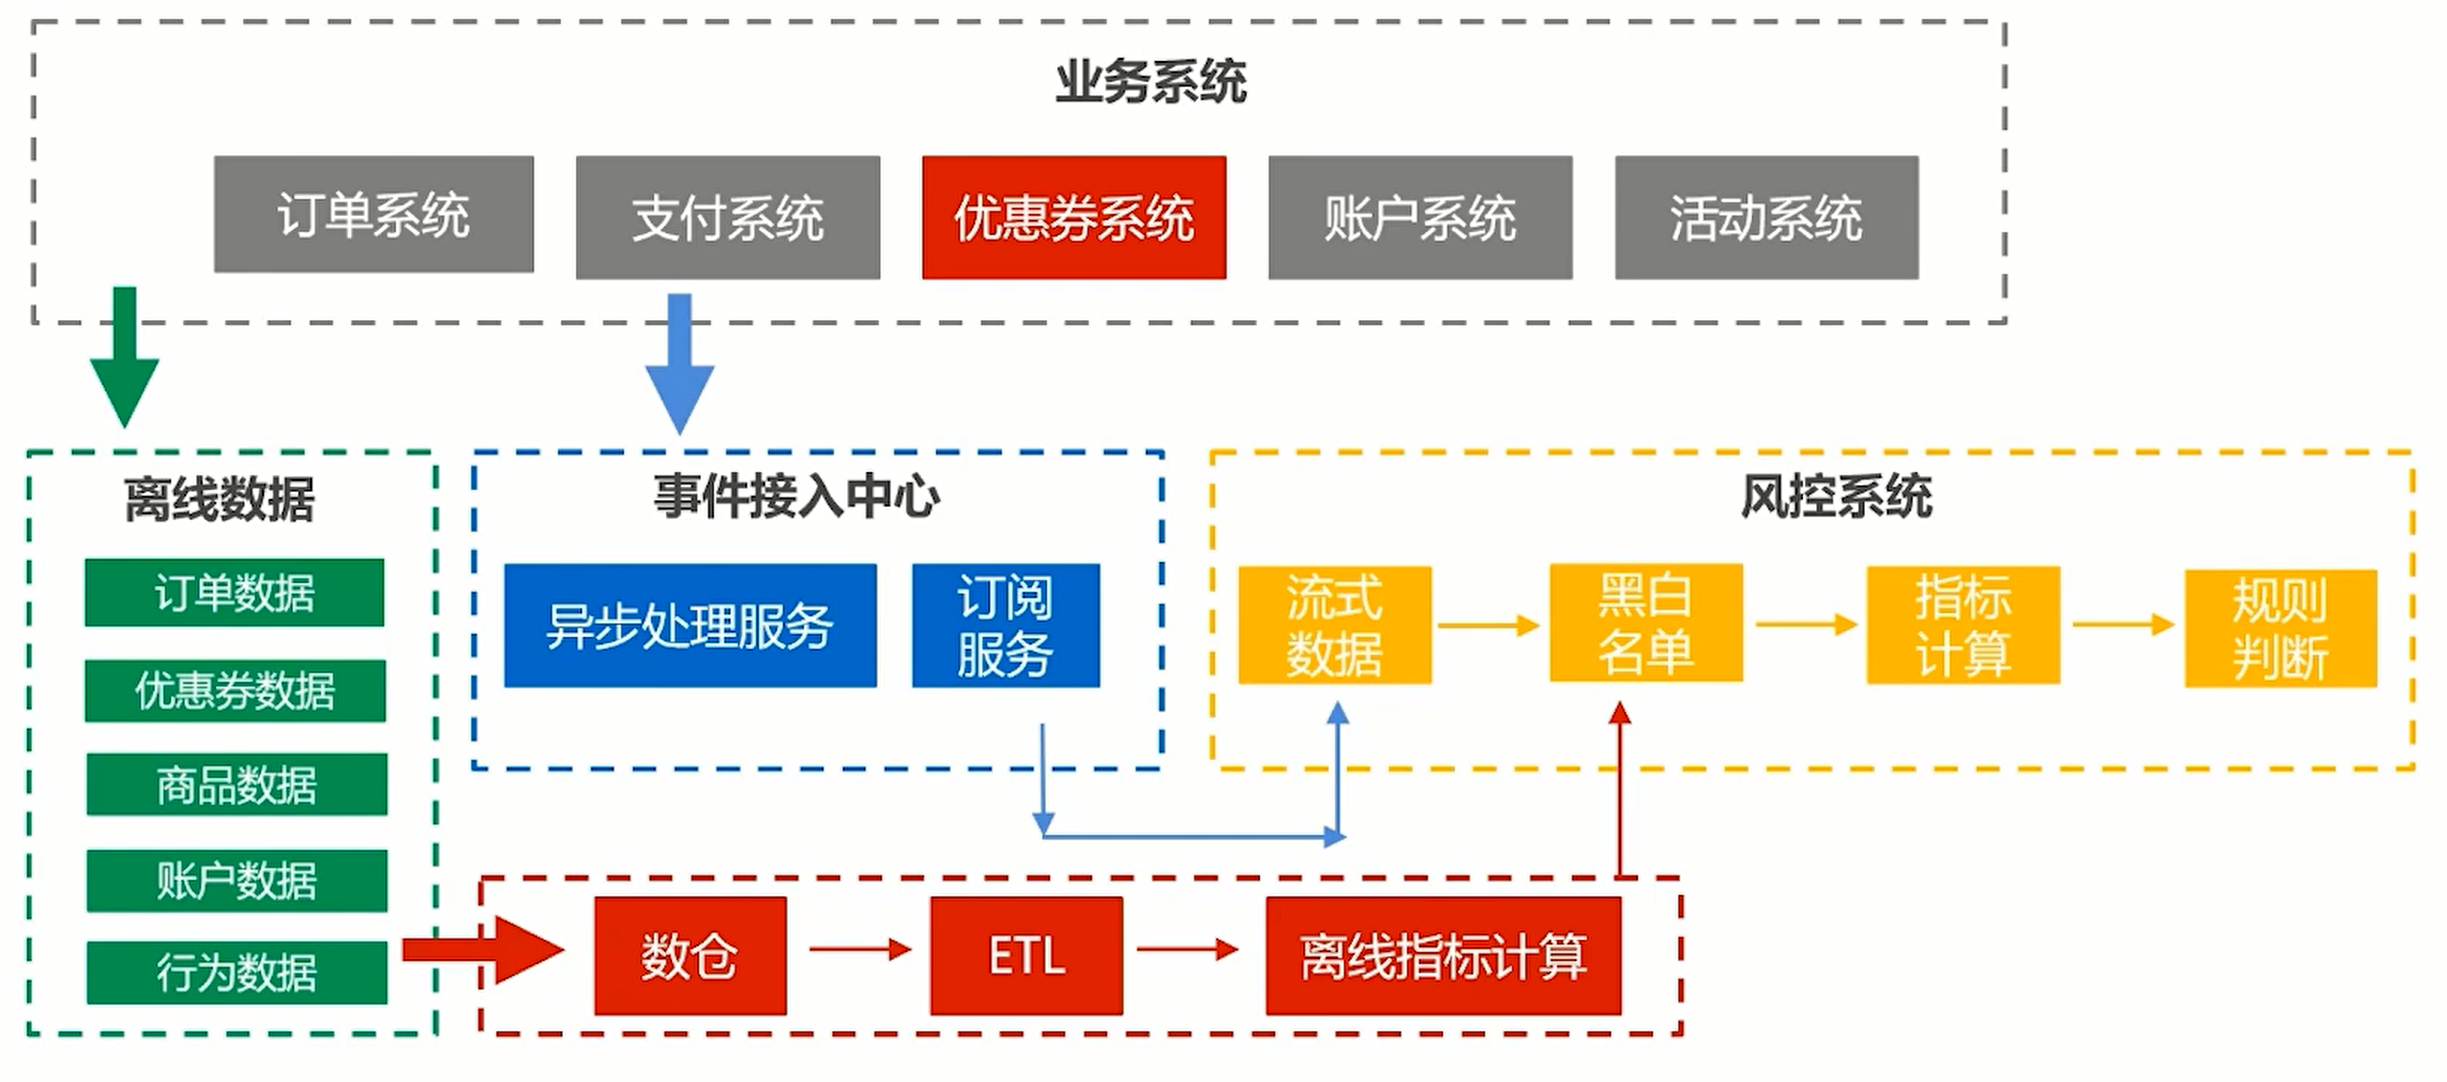 业务系统
订单系统
支付系统
优惠券系统
账户系统
活动系统
离线数据
订单数据
优惠券数据
商品数据
账户数据
行为数据
事件接入中心
异步处理服务
订阅
服务
风控系统
流式
数据
黑白
名单
指标
计算
规则
判断
数仓
ETL
离线指标计算